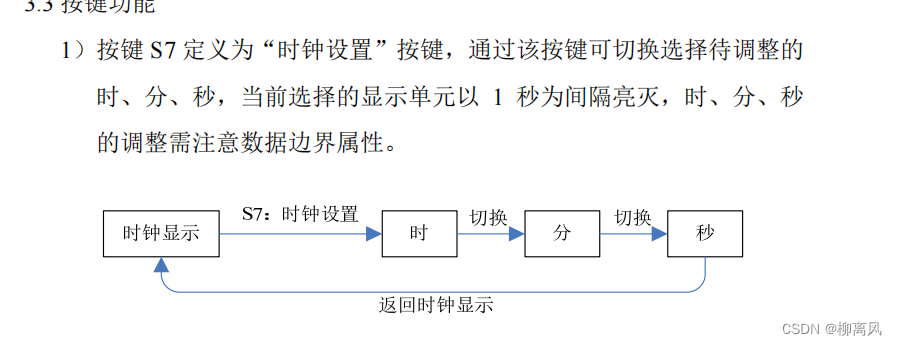 3.3 按键功能
1）按键 S7 定义为“时钟设置”按键，通过该按键可切换选择待调整的
时、分、秒，当前选择的显示单元以 1 秒为间隔亮灭，时、分、秒
的调整需注意数据边界属性。
S7：时钟设置
切换
切换
时钟显示
时
分
秒
返回时钟显示
CSDN @柳离风